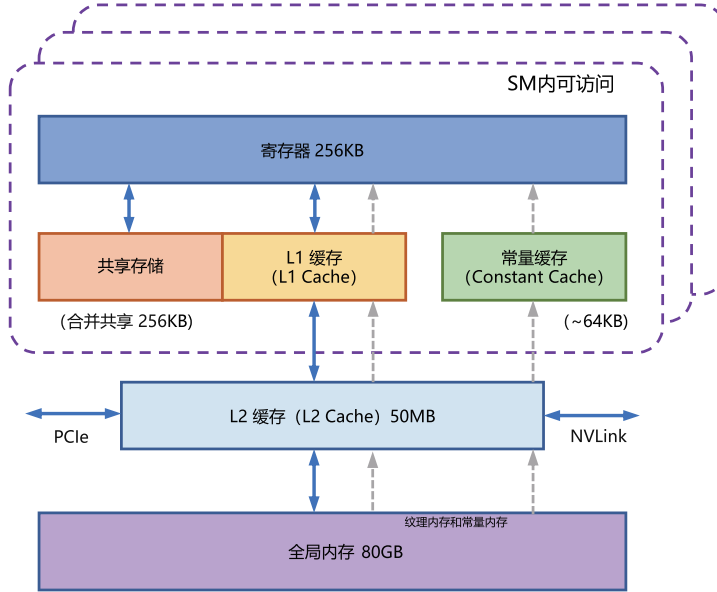 SM内可访问
寄存器 256KB
共享存储
L1 缓存
（L1 Cache）
常量缓存
（Constant Cache）
（合并共享 256KB)
（~64KB)
L2 缓存（L2 Cache）50MB
PCIe
NVLink
纹理内存和常量内存
全局内存 80GB